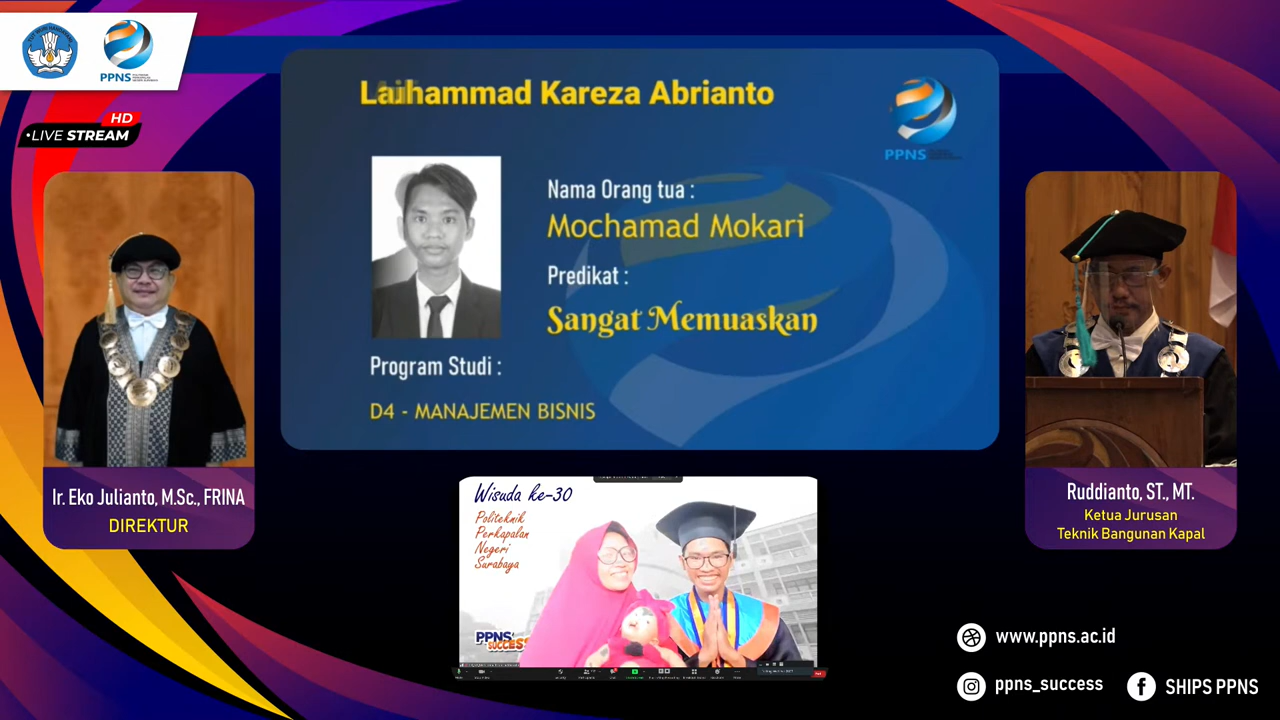 PPNS
HD
LIVE STREAM
Kareza Abrianto
PPNS
Nama Orang tua :
Mochamad Mokari
Predikat :
Sangat Memuaskan
Program Studi :
D4 - MANAJEMEN BISNIS
Ir. Eko Julianto, M.Sc., FRINA
DIREKTUR
Ruddianto, ST., MT.
Ketua Jurusan
Teknik Bangunan Kapal
Wisuda ke-30
Politeknik
Perkapalan
Negeri
Surabaya
PPNS
SUCCESS
www.ppns.ac.id
ppns_success
SHIPS PPNS